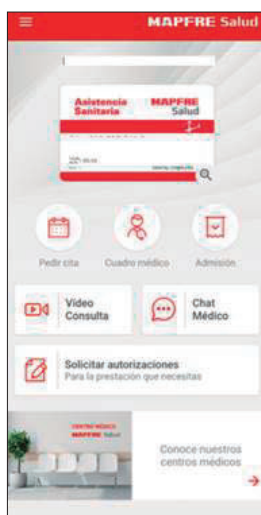 MAPFRE Salud
Asistencia
Sanitaria
MAPFRE
Salud
Pedir cita
Cuadro médico
Admisión
Video
Consulta
Chat
Médico
Solicitar autorizaciones
Para la prestación que necesitas
CENTRO MÉDICO
MAPFRE Salud
Conoce nuestros
centros médicos